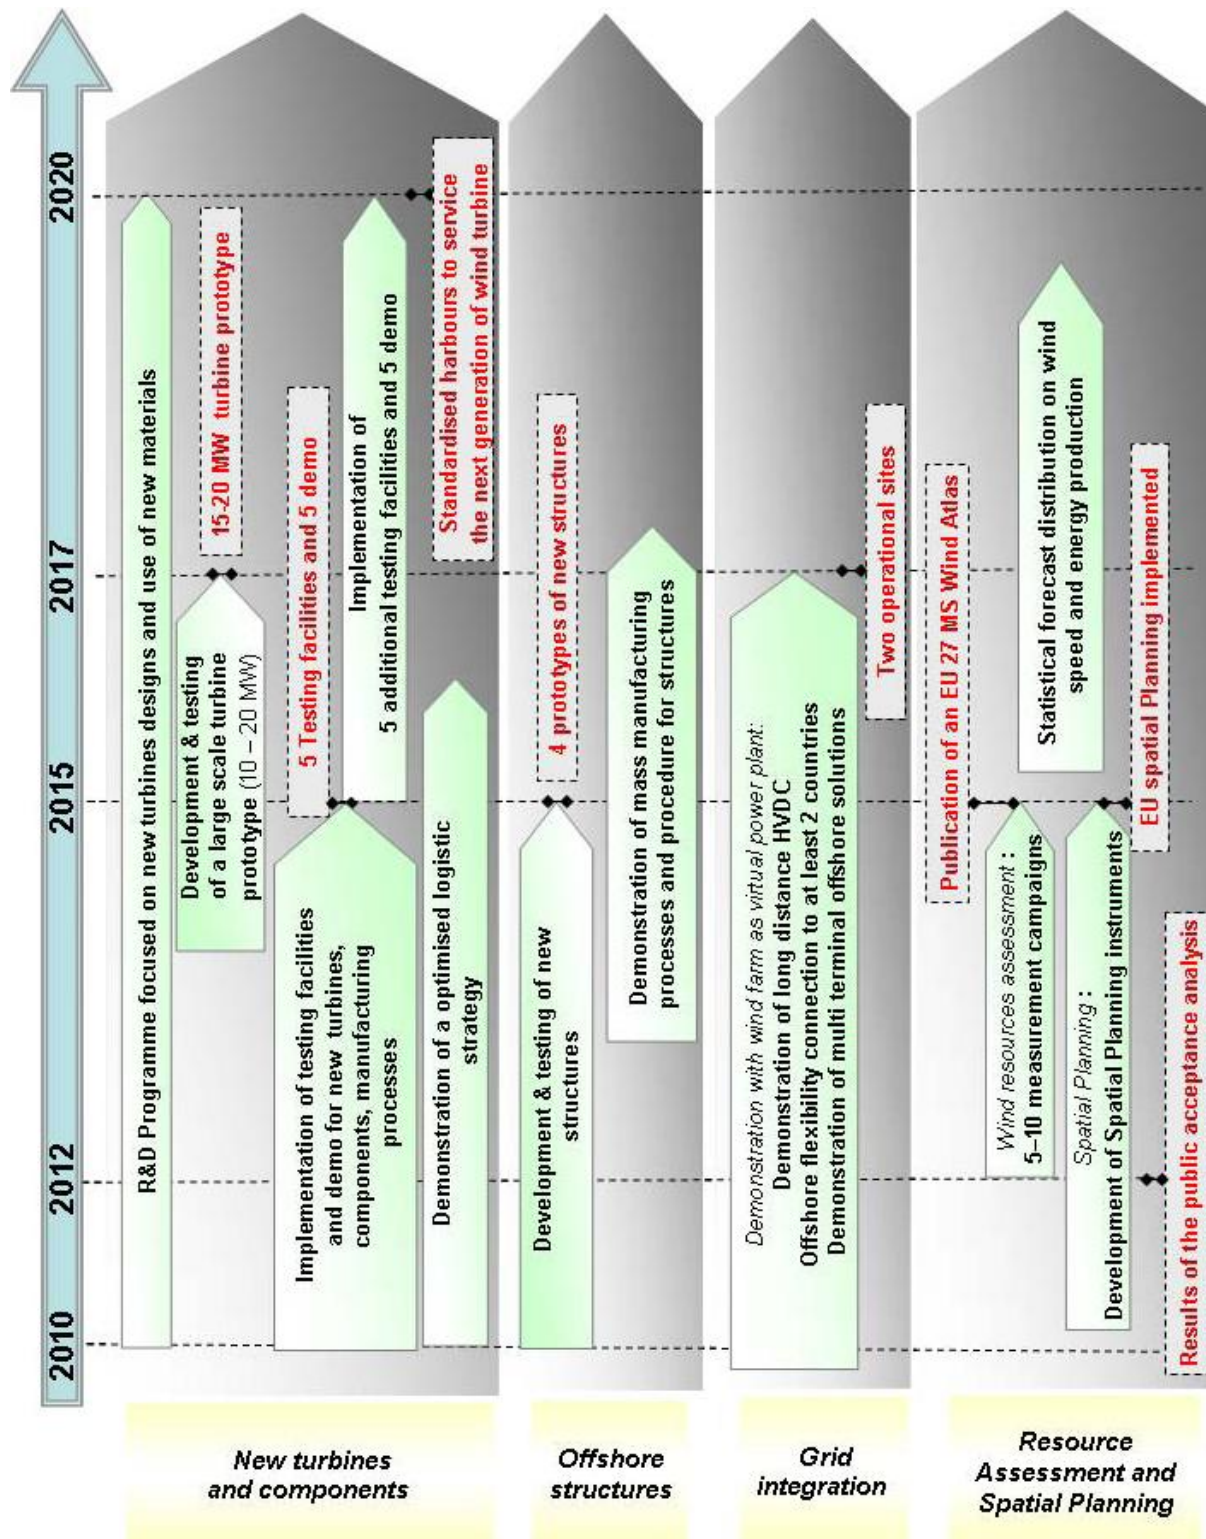 2010
2012
2015
2017
2020
New turbines
and components
R&D Programme focused on new turbines designs and use of new materials
Development & testing
of a large scale turbine
prototype (10 – 20 MW)
15-20 MW turbine prototype
Implementation of testing facilities
and demo for new turbines,
components, manufacturing
processes
5 Testing facilities and 5 demo
Implementation of
5 additional testing facilities and 5 demo
Demonstration of a optimised logistic
strategy
Standardised harbours to service
the next generation of wind turbine
Offshore
structures
Development & testing of new
structures
4 prototypes of new structures
Demonstration of mass manufacturing
processes and procedure for structures
Grid
integration
Demonstration with wind farm as virtual power plant:
Demonstration of long distance HVDC
Offshore flexibility connection to at least 2 countries
Demonstration of multi terminal offshore solutions
Two operational sites
Resource
Assessment and
Spatial Planning
Publication of an EU 27 MS Wind Atlas
Wind resources assessment :
5–10 measurement campaigns
Statistical forecast distribution on wind
speed and energy production
Spatial Planning :
Development of Spatial Planning instruments
EU spatial Planning implemented
Results of the public acceptance analysis